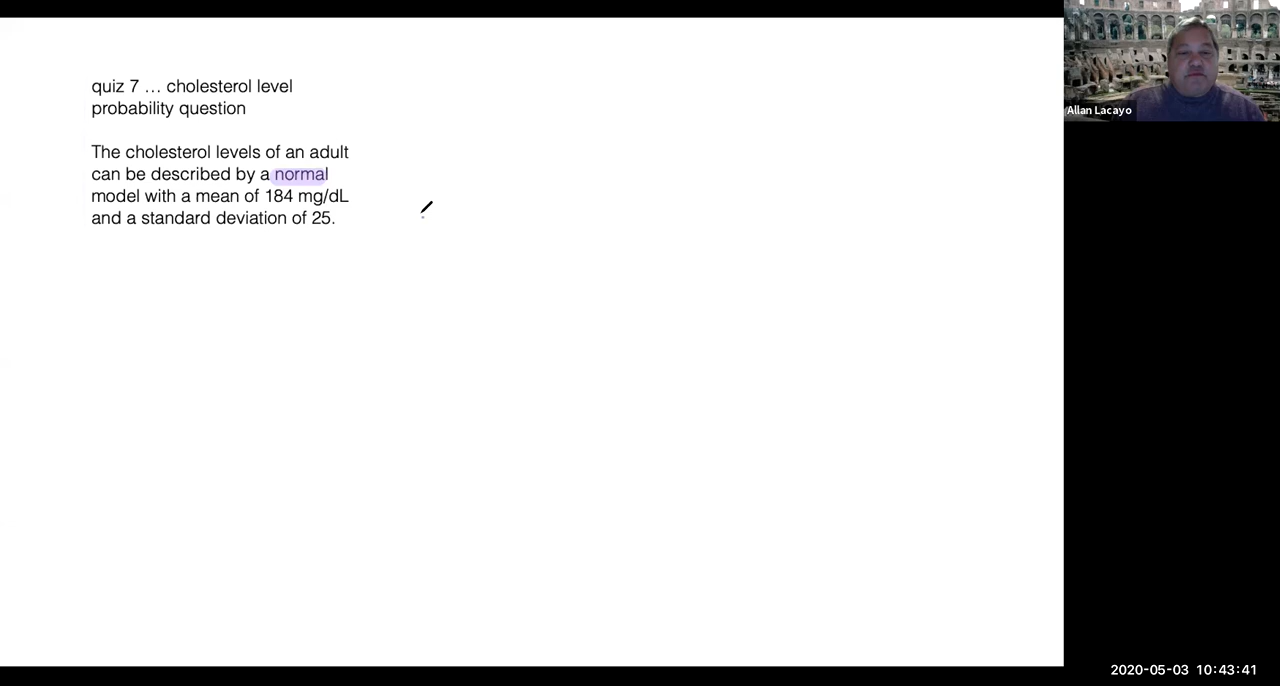 quiz 7 ... cholesterol level
probability question
The cholesterol levels of an adult
can be described by a normal
model with a mean of 184 mg/dL
and a standard deviation of 25.
Allan Lacayo
2020-05-03 10:43:41